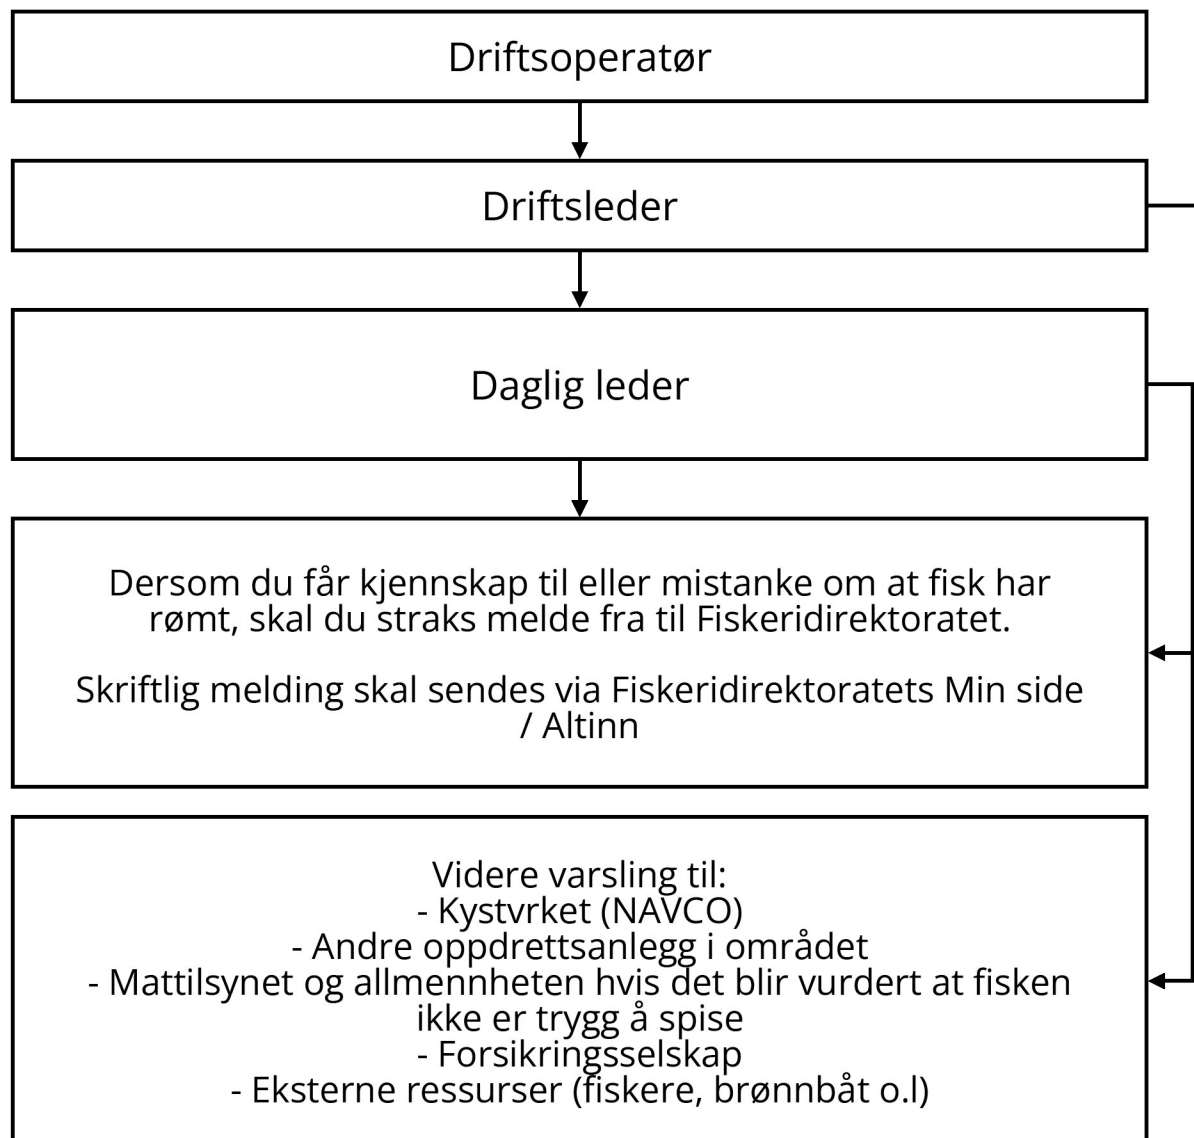 Driftsoperatør
Driftsleder
Daglig leder
Dersom du får kjennskap til eller mistanke om at fisk har
rømt, skal du straks melde fra til Fiskeridirektoratet.
Skriftlig melding skal sendes via Fiskeridirektoratets Min side
/ Altinn
Videre varsling til:
- Kystvrket (NAVCO)
- Andre oppdrettsanlegg i området
- Mattilsynet og allmennheten hvis det blir vurdert at fisken
ikke er trygg å spise
- Forsikringsselskap
- Eksterne ressurser (fiskere, brønnbåt o.l)